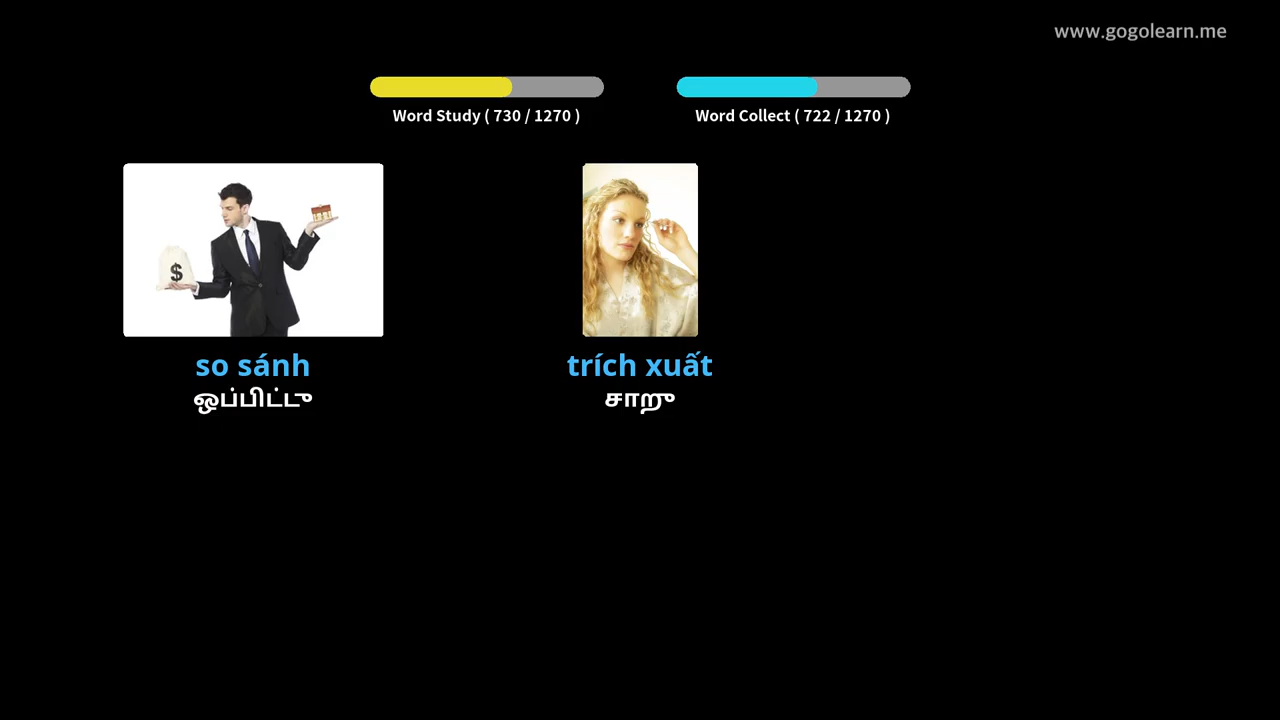 www.gogolearn.me
Word Study ( 730 / 1270 )
Word Collect ( 722 / 1270 )
$
so sánh
ஒப்பிட்டு
trích xuất
சாறு